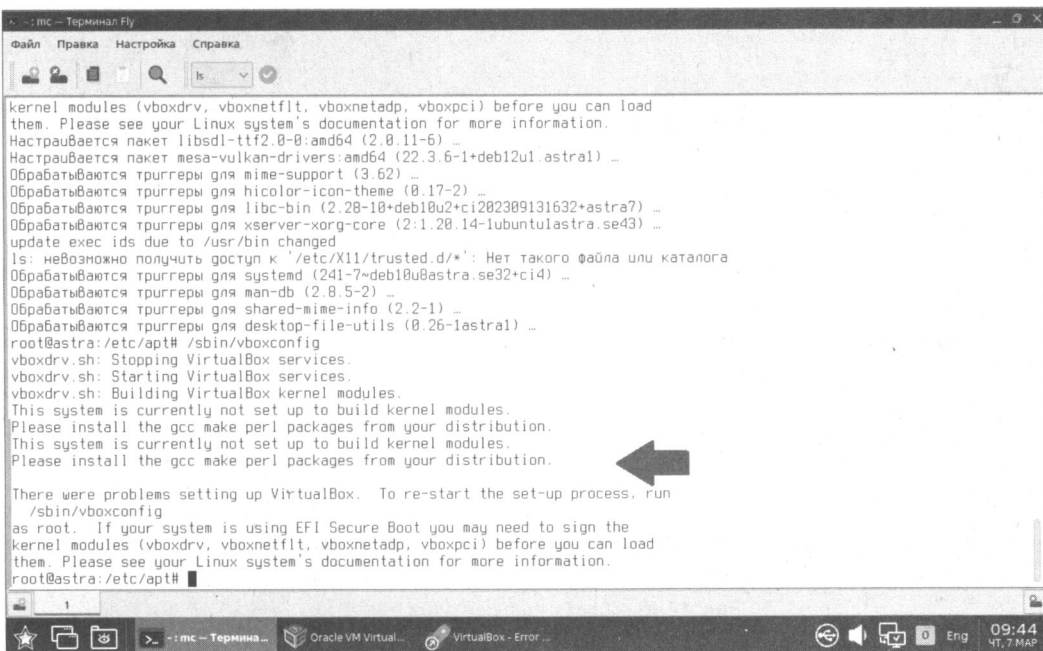 ~ : mc — Терминал Fly
Файл Правка Настройка Справка
ls
kernel modules (vboxdrv, vboxnetflt, vboxnetadp, vboxpci) before you can load
them. Please see your Linux system's documentation for more information.
Настраивается пакет libsdl-ttf2.0-0:amd64 (2.0.11-6) …
Настраивается пакет mesa-vulkan-drivers:amd64 (22.3.6-1+deb12u1.astra1) …
Обрабатываются триггеры для mime-support (3.62) …
Обрабатываются триггеры для hicolor-icon-theme (0.17-2) …
Обрабатываются триггеры для libc-bin (2.28-10+deb10u2+ci202309131632+astra7) …
Обрабатываются триггеры для xserver-xorg-core (2:1.20.14-1ubuntu1astra.se43) …
update exec ids due to /usr/bin changed
ls: невозможно получить доступ к '/etc/X11/trusted.d/*': Нет такого файла или каталога
Обрабатываются триггеры для systemd (241-7~deb10u8astra.se32+ci4) …
Обрабатываются триггеры для man-db (2.8.5-2) …
Обрабатываются триггеры для shared-mime-info (2.2-1) …
Обрабатываются триггеры для desktop-file-utils (0.26-1astra1) …
root@astra:/etc/apt# /sbin/vboxconfig
vboxdrv.sh: Stopping VirtualBox services.
vboxdrv.sh: Starting VirtualBox services.
vboxdrv.sh: Building VirtualBox kernel modules.
This system is currently not set up to build kernel modules.
Please install the gcc make perl packages from your distribution.
This system is currently not set up to build kernel modules.
Please install the gcc make perl packages from your distribution.
There were problems setting up VirtualBox. To re-start the set-up process, run
/sbin/vboxconfig
as root. If your system is using EFI Secure Boot you may need to sign the
kernel modules (vboxdrv, vboxnetflt, vboxnetadp, vboxpci) before you can load
them. Please see your Linux system's documentation for more information.
root@astra:/etc/apt#
1
~ : mc — Термина... Oracle VM Virtual... VirtualBox - Error ... 0 Eng 09:44
ЧТ, 7 МАР